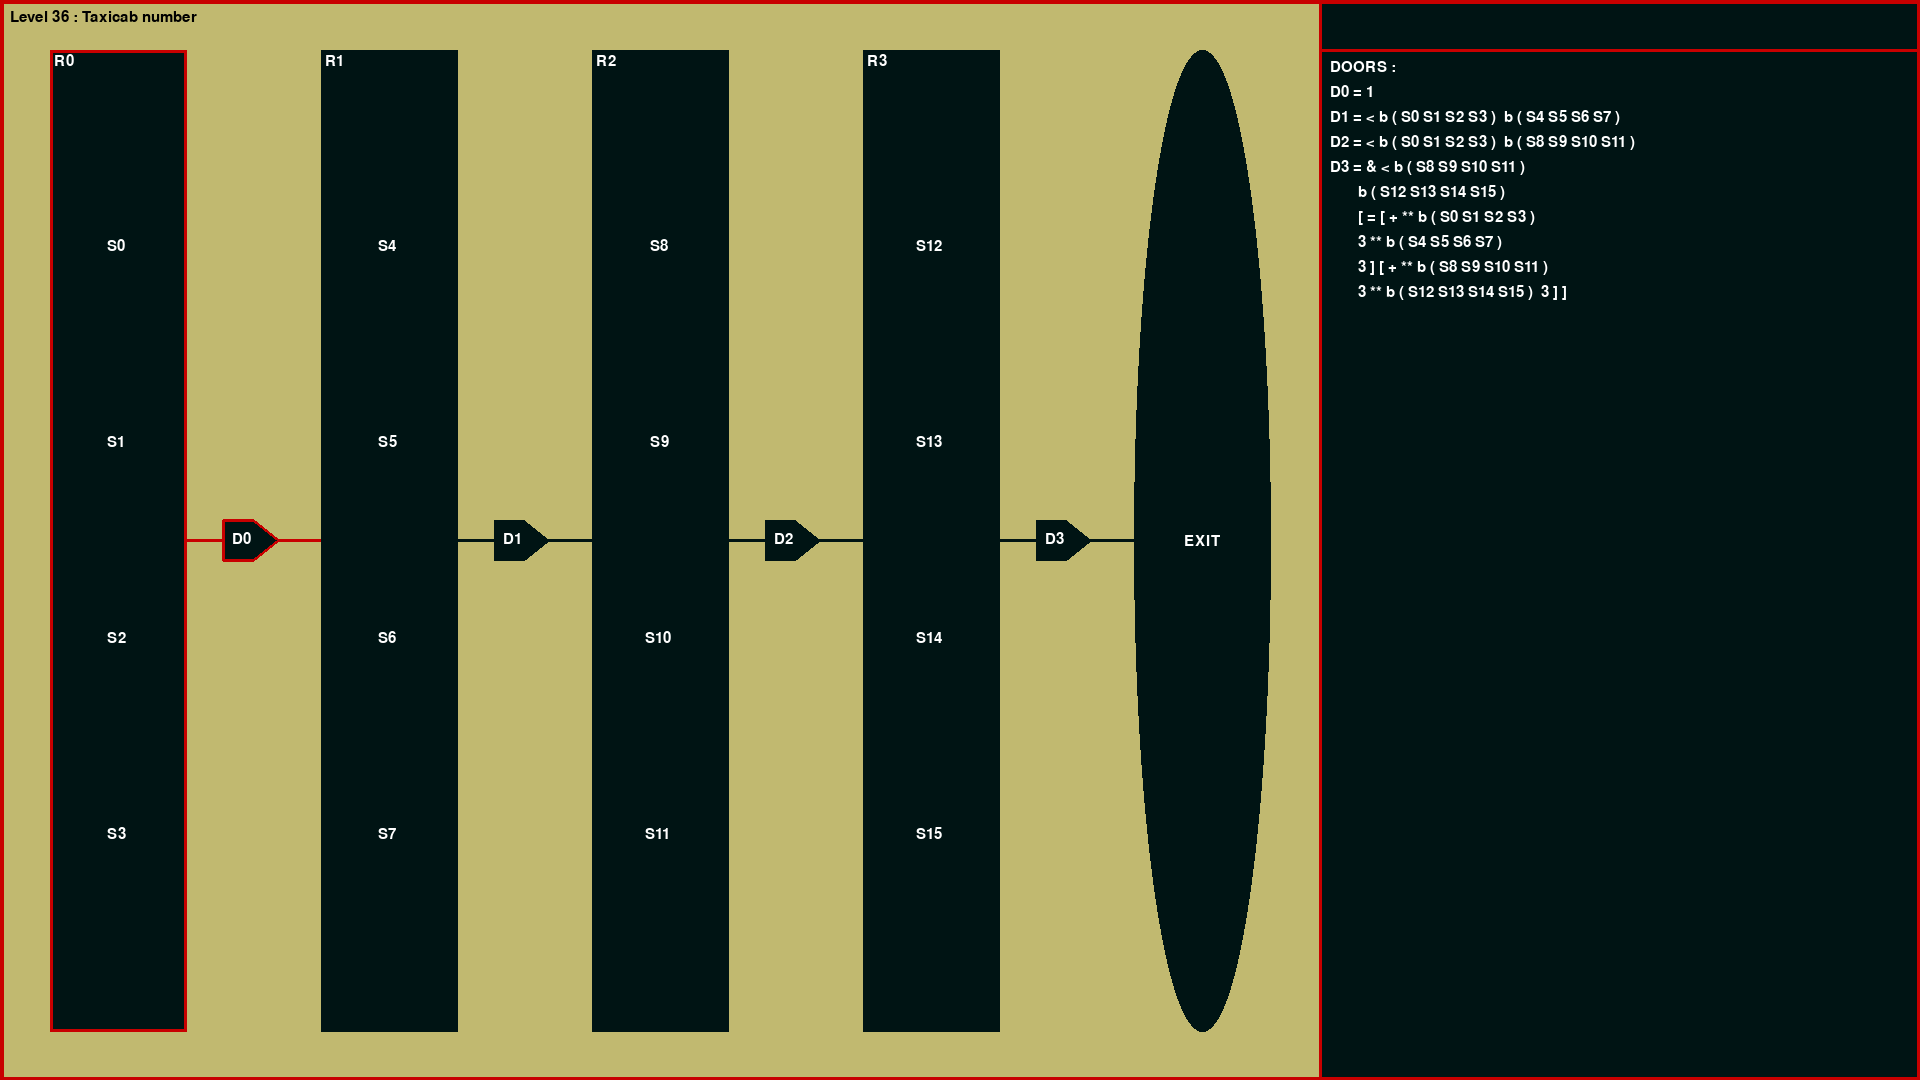 Level 36 : Taxicab number
R0
R1
R2
R3
S0
S4
S8
S12
S1
S5
S9
S13
D0
D1
D2
D3
EXIT
S2
S6
S10
S14
S3
S7
S11
S15
DOORS :
D0 = 1
D1 = < b ( S0 S1 S2 S3 ) b ( S4 S5 S6 S7 )
D2 = < b ( S0 S1 S2 S3 ) b ( S8 S9 S10 S11 )
D3 = & < b ( S8 S9 S10 S11 )
b ( S12 S13 S14 S15 )
[ = [ + ** b ( S0 S1 S2 S3 )
3 ** b ( S4 S5 S6 S7 )
3 ] [ + ** b ( S8 S9 S10 S11 )
3 ** b ( S12 S13 S14 S15 ) 3 ] ]